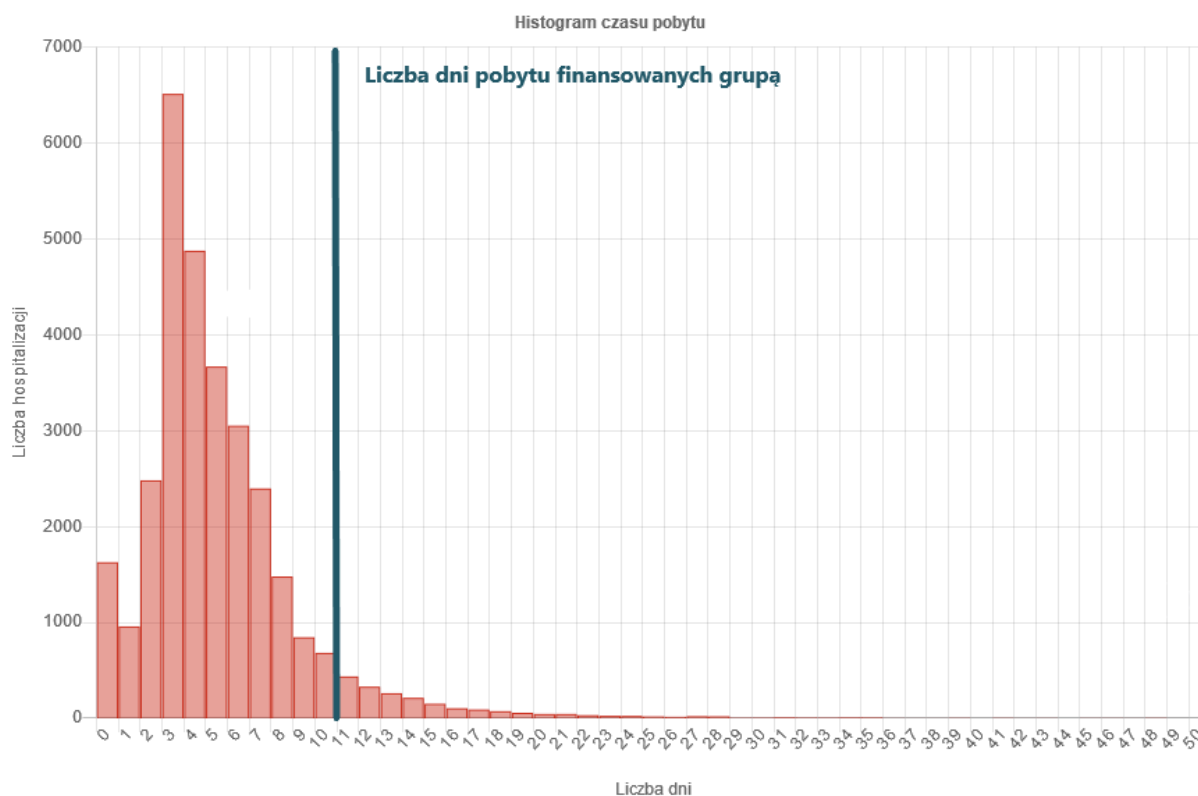 Histogram czasu pobytu
7000
Liczba dni pobytu finansowanych grupą
6000
5000
4000
Liczba hospitalizacji
3000
2000
1000
0
0 1 2 3 4 5 6 7 8 9 10 11 12 13 14 15 16 17 18 19 20 21 22 23 24 25 26 27 28 29 30 31 32 33 34 35 36 37 38 39 40 41 42 43 44 45 46 47 48 49 50
Liczba dni